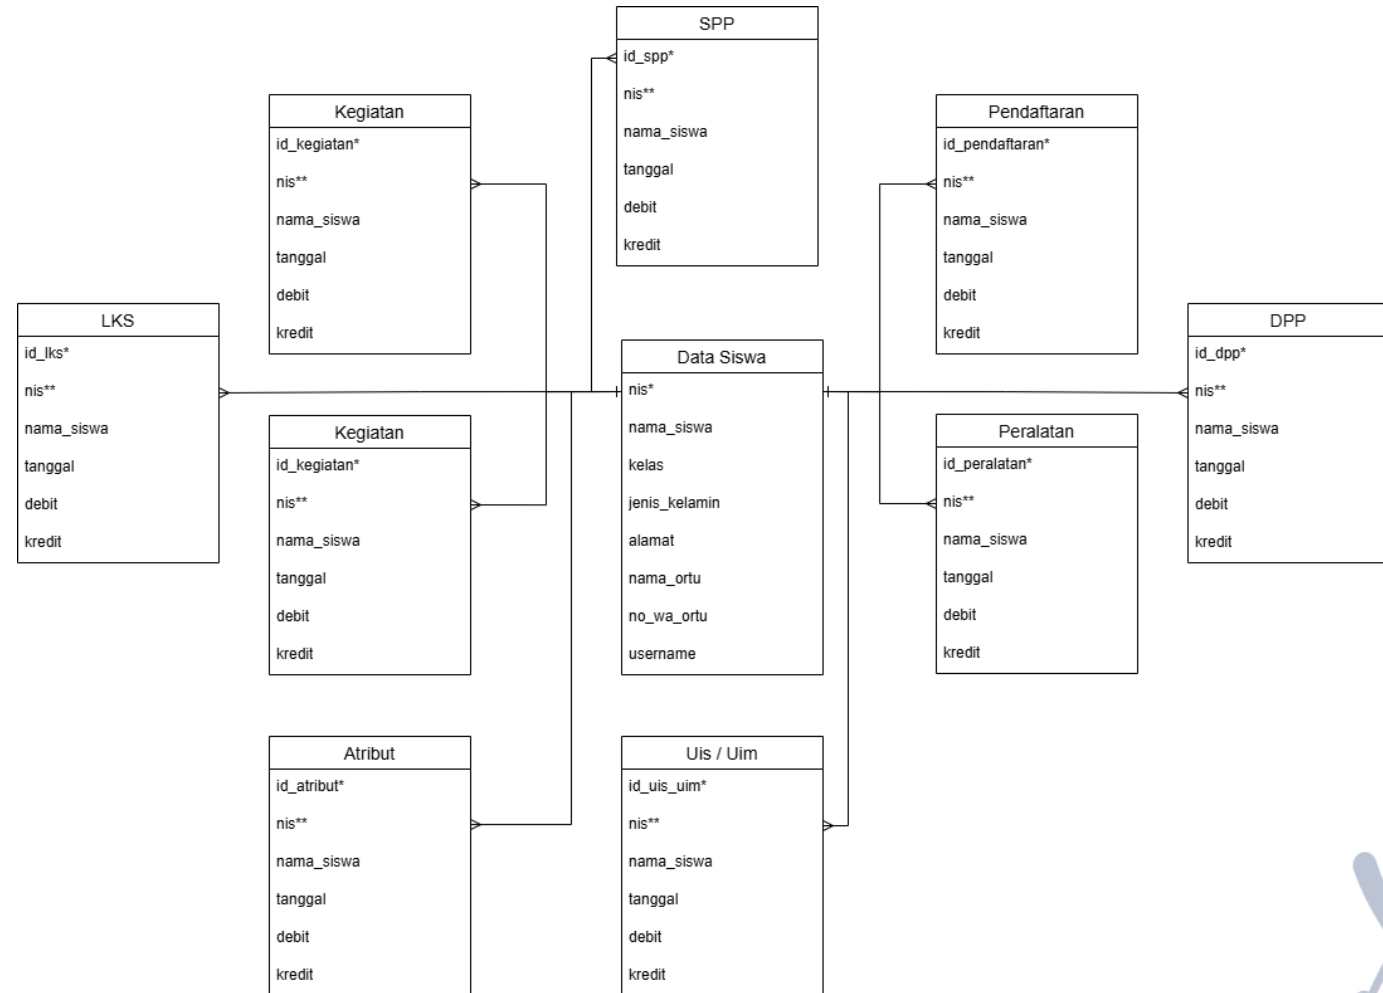 SPP
id_spp*
nis**
nama_siswa
tanggal
debit
kredit
Kegiatan
id_kegiatan*
nis**
nama_siswa
tanggal
debit
kredit
Pendaftaran
id_pendaftaran*
nis**
nama_siswa
tanggal
debit
kredit
LKS
id_lks*
nis**
nama_siswa
tanggal
debit
kredit
Data Siswa
nis*
nama_siswa
kelas
jenis_kelamin
alamat
nama_ortu
no_wa_ortu
username
DPP
id_dpp*
nis**
nama_siswa
tanggal
debit
kredit
Kegiatan
id_kegiatan*
nis**
nama_siswa
tanggal
debit
kredit
Peralatan
id_peralatan*
nis**
nama_siswa
tanggal
debit
kredit
Atribut
id_atribut*
nis**
nama_siswa
tanggal
debit
kredit
Uis / Uim
id_uis_uim*
nis**
nama_siswa
tanggal
debit
kredit